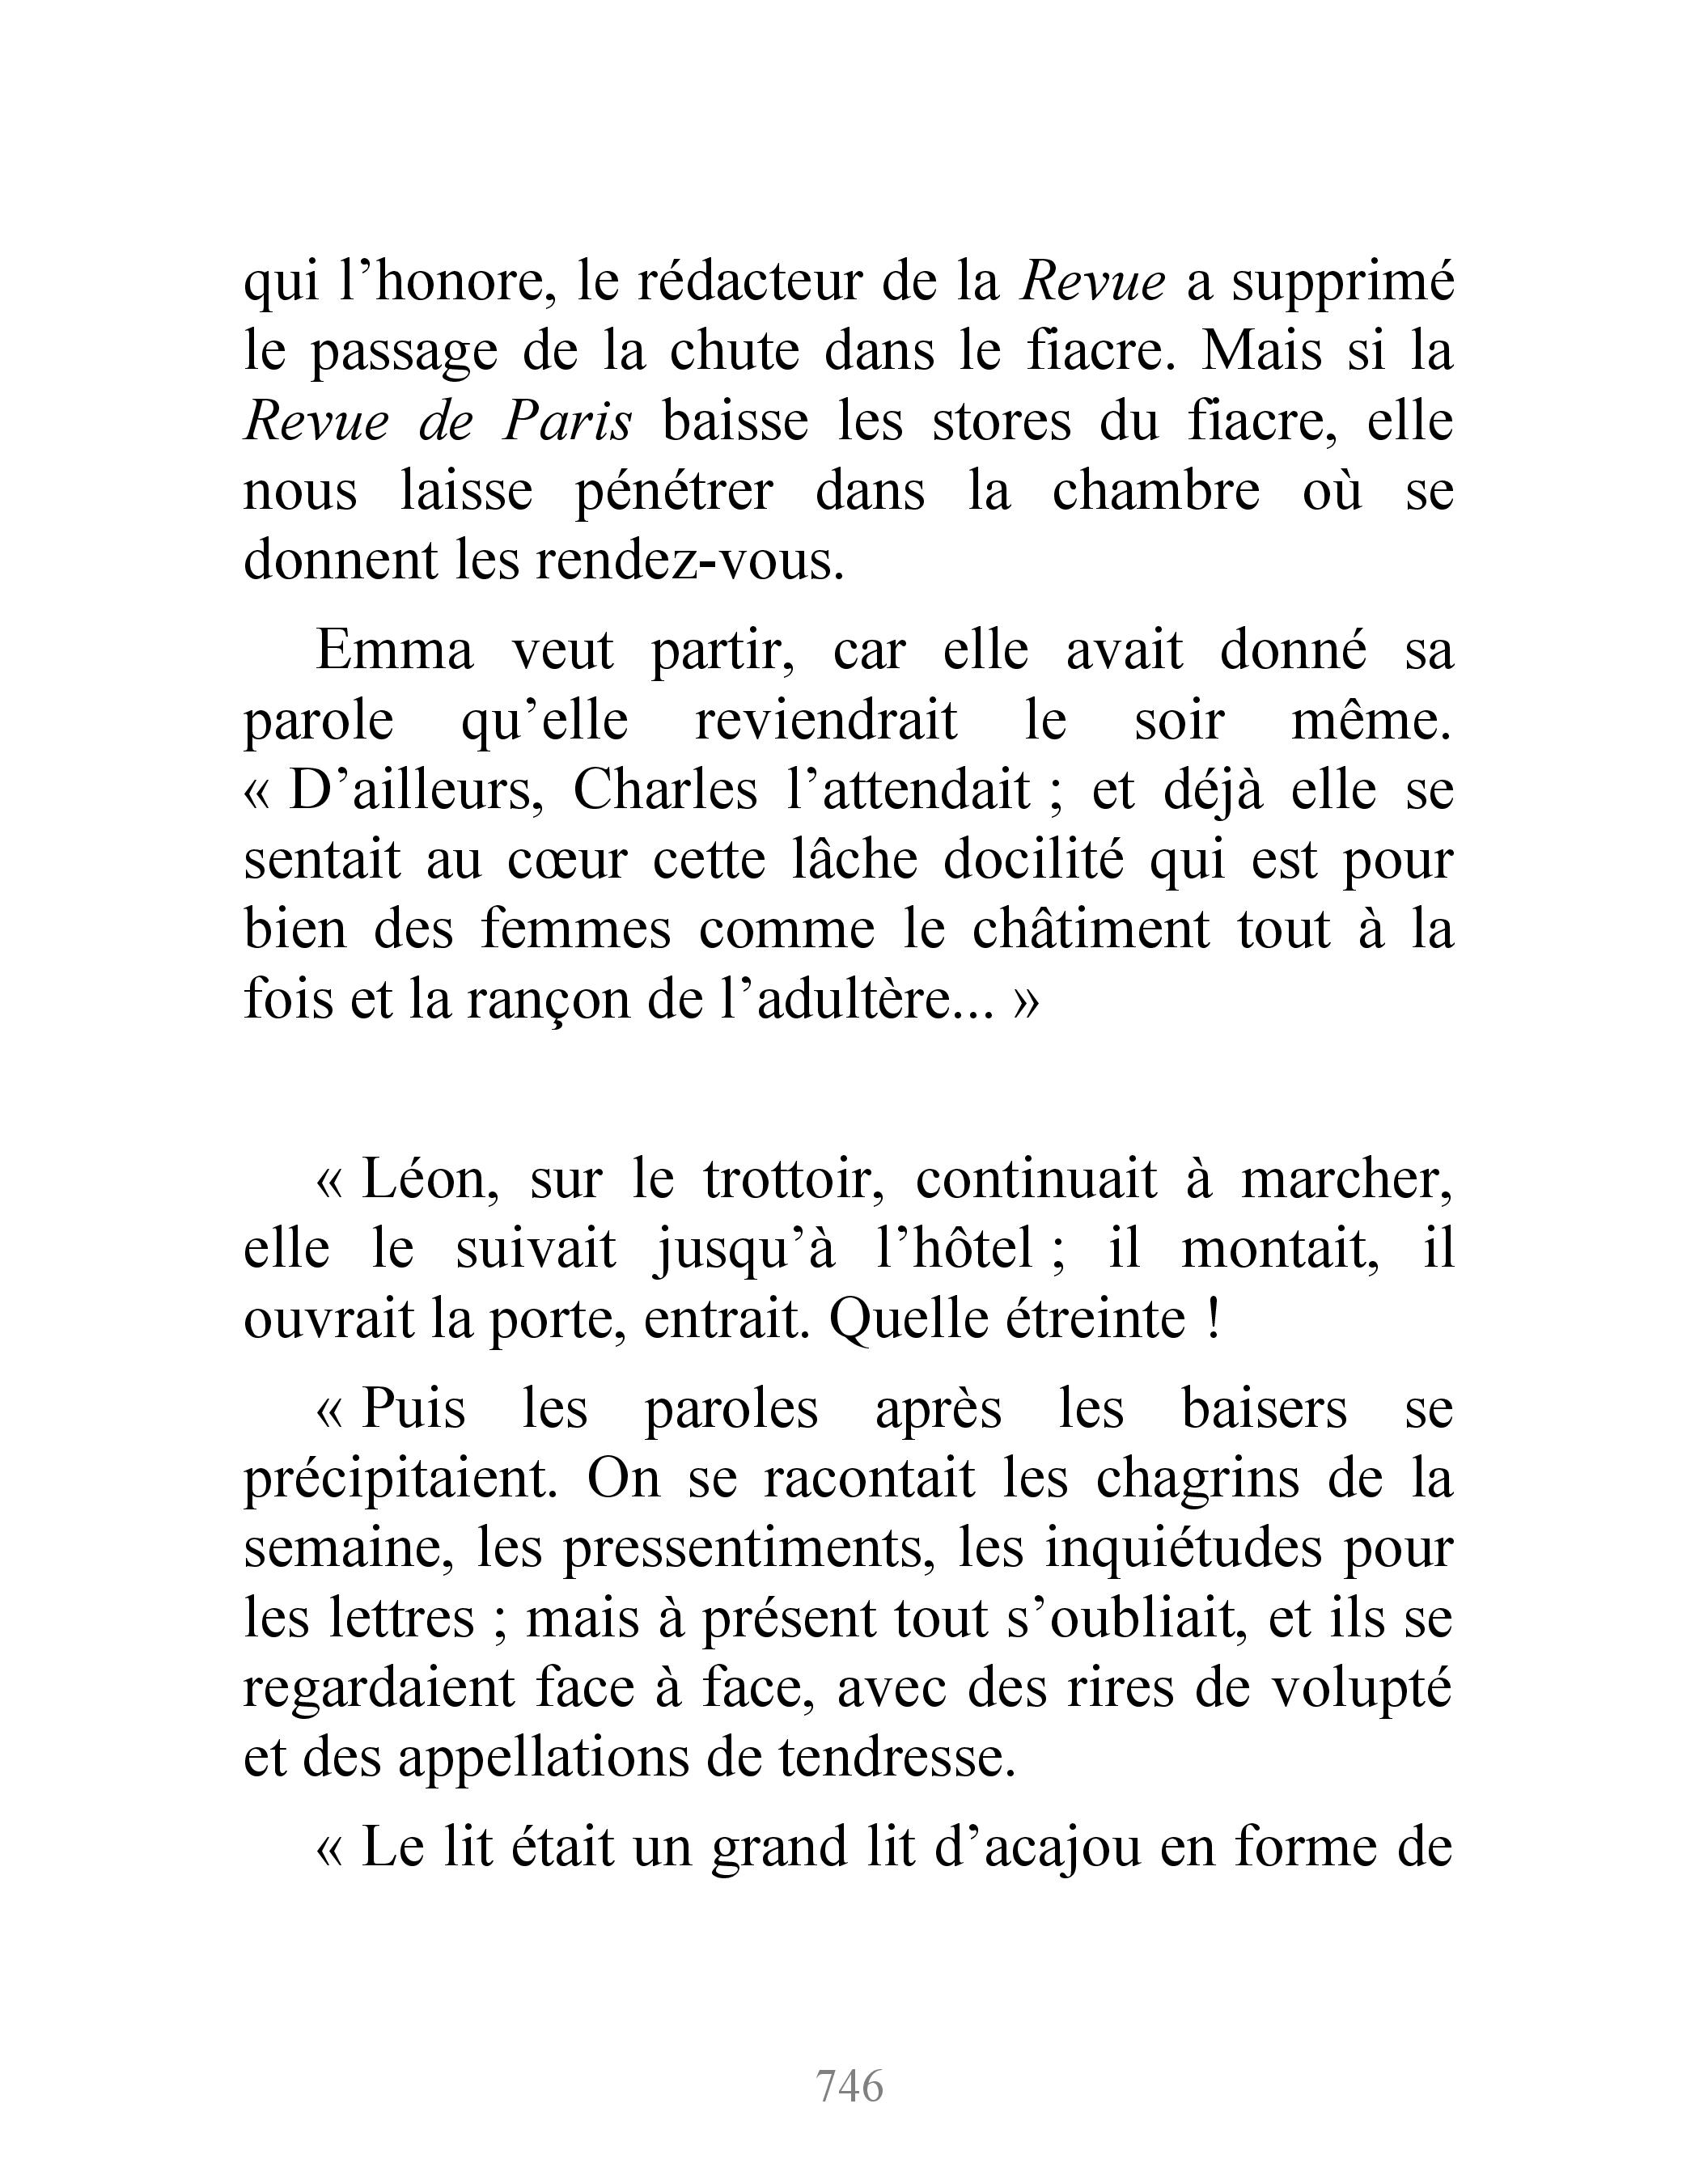 qui l’honore, le rédacteur de la Revue a supprimé
le passage de la chute dans le fiacre. Mais si la
Revue de Paris baisse les stores du fiacre, elle
nous laisse pénétrer dans la chambre où se
donnent les rendez-vous.
Emma veut partir, car elle avait donné sa
parole qu’elle reviendrait le soir même.
« D’ailleurs, Charles l’attendait ; et déjà elle se
sentait au cœur cette lâche docilité qui est pour
bien des femmes comme le châtiment tout à la
fois et la rançon de l’adultère... »
« Léon, sur le trottoir, continuait à marcher,
elle le suivait jusqu’à l’hôtel ; il montait, il
ouvrait la porte, entrait. Quelle étreinte !
« Puis les paroles après les baisers se
précipitaient. On se racontait les chagrins de la
semaine, les pressentiments, les inquiétudes pour
les lettres ; mais à présent tout s’oubliait, et ils se
regardaient face à face, avec des rires de volupté
et des appellations de tendresse.
« Le lit était un grand lit d’acajou en forme de
746